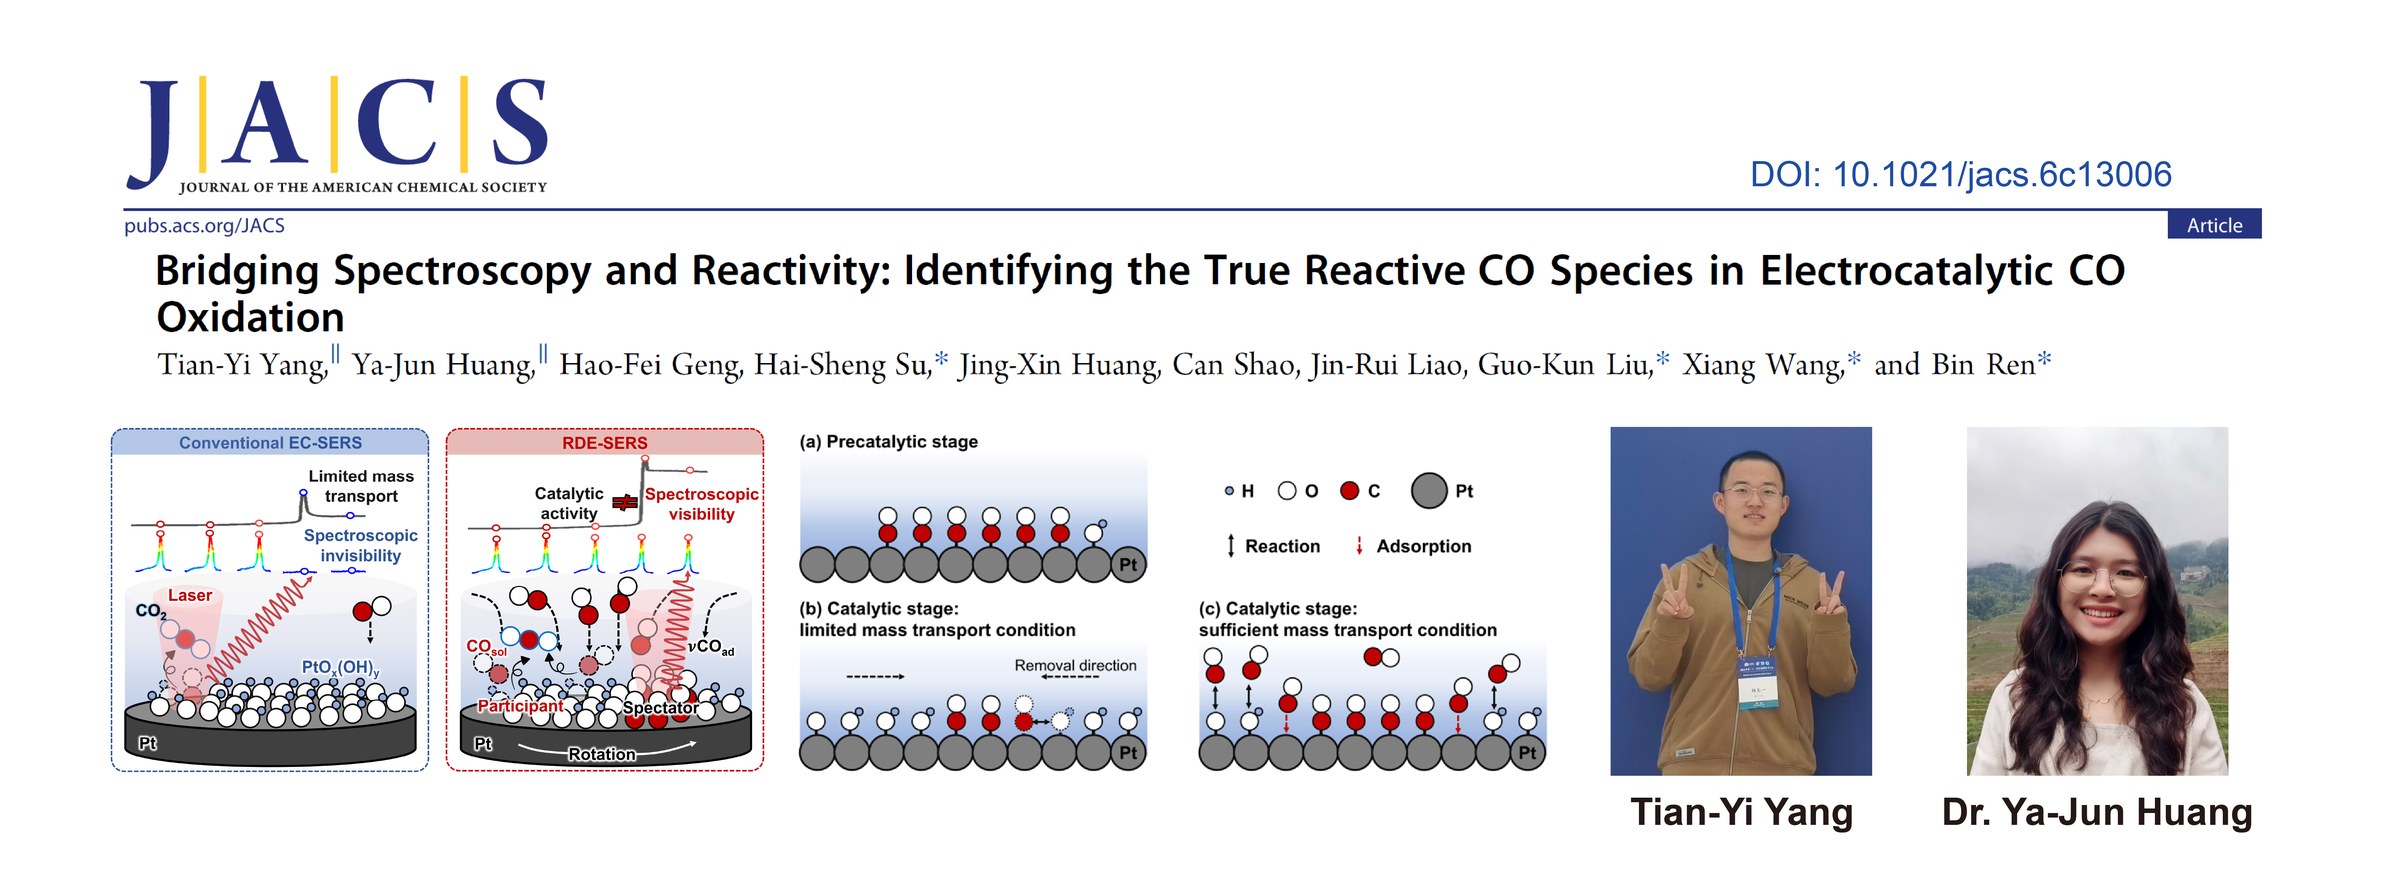 J|A|C|S
JOURNAL OF THE AMERICAN CHEMICAL SOCIETY
DOI: 10.1021/jacs.6c13006
pubs.acs.org/JACS
Article
Bridging Spectroscopy and Reactivity: Identifying the True Reactive CO Species in Electrocatalytic CO
Oxidation
Tian-Yi Yang,|| Ya-Jun Huang,|| Hao-Fei Geng, Hai-Sheng Su,* Jing-Xin Huang, Can Shao, Jin-Rui Liao, Guo-Kun Liu,* Xiang Wang,* and Bin Ren*
Conventional EC-SERS
Limited mass
transport
Spectroscopic
invisibility
Laser
CO2
PtOx(OH)y
Pt
RDE-SERS
Catalytic
activity
≠
Spectroscopic
visibility
COsol
νCOad
Participant
Spectator
Pt
Rotation
(a) Precatalytic stage
Pt
H
O
C
Pt
Reaction
Adsorption
(b) Catalytic stage:
limited mass transport condition
Removal direction
Pt
(c) Catalytic stage:
sufficient mass transport condition
Pt
Tian-Yi Yang
Dr. Ya-Jun Huang